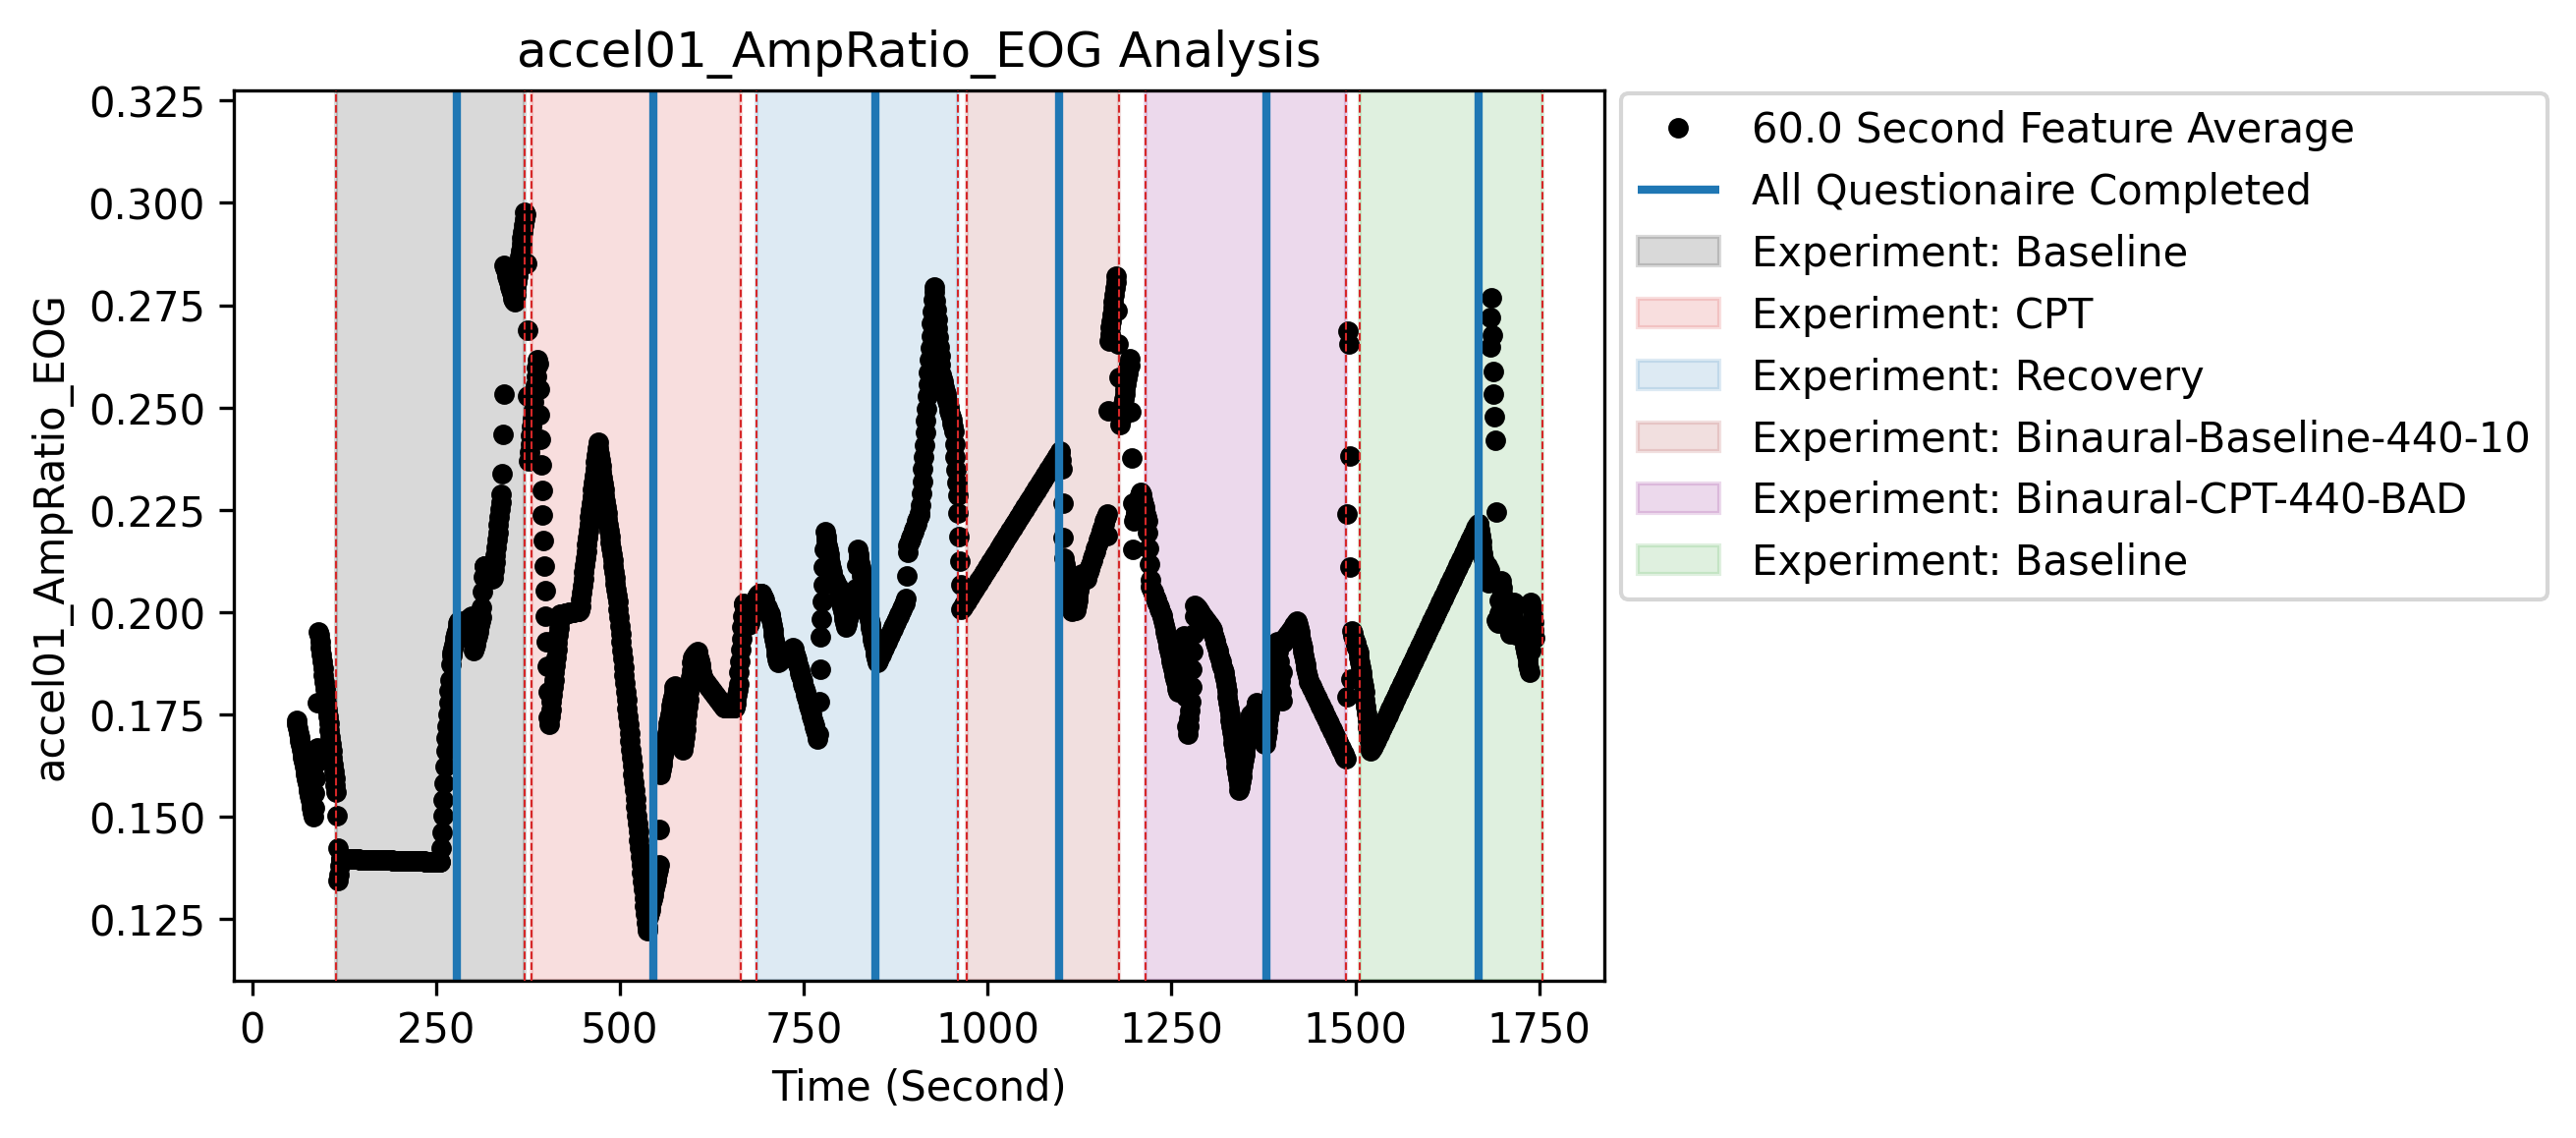 accel01_AmpRatio_EOG Analysis
accel01_AmpRatio_EOG
0.325
0.300
0.275
0.250
0.225
0.200
0.175
0.150
0.125
0 250 500 750 1000 1250 1500 1750
Time (Second)
60.0 Second Feature Average
All Questionaire Completed
Experiment: Baseline
Experiment: CPT
Experiment: Recovery
Experiment: Binaural-Baseline-440-10
Experiment: Binaural-CPT-440-BAD
Experiment: Baseline